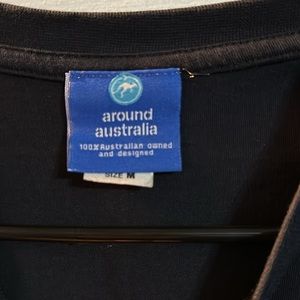 around
australia
100% Australian owned
and designed
SIZE M